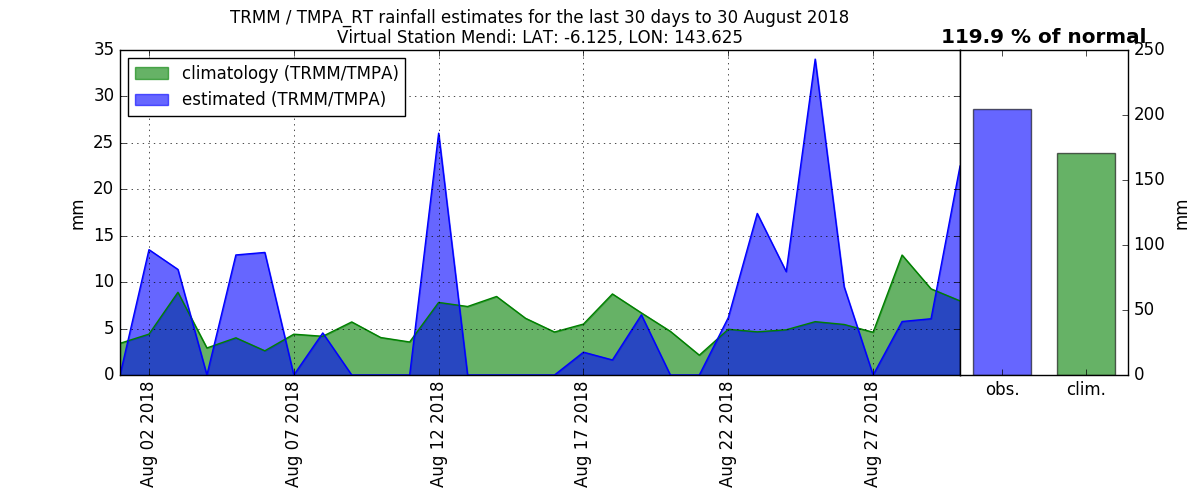 TRMM / TMPA_RT rainfall estimates for the last 30 days to 30 August 2018
Virtual Station Mendi: LAT: -6.125, LON: 143.625
119.9 % of normal
climatology (TRMM/TMPA)
estimated (TRMM/TMPA)
35
30
25
20
15
10
5
0
mm
Aug 02 2018
Aug 07 2018
Aug 12 2018
Aug 17 2018
Aug 22 2018
Aug 27 2018
250
200
150
100
50
0
mm
obs.
clim.